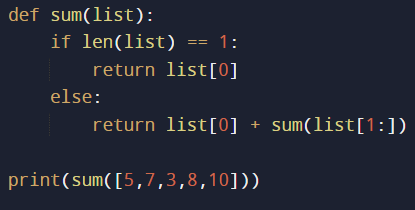 def sum(list):
    if len(list) == 1:
        return list[0]
    else:
        return list[0] + sum(list[1:])

print(sum([5,7,3,8,10]))